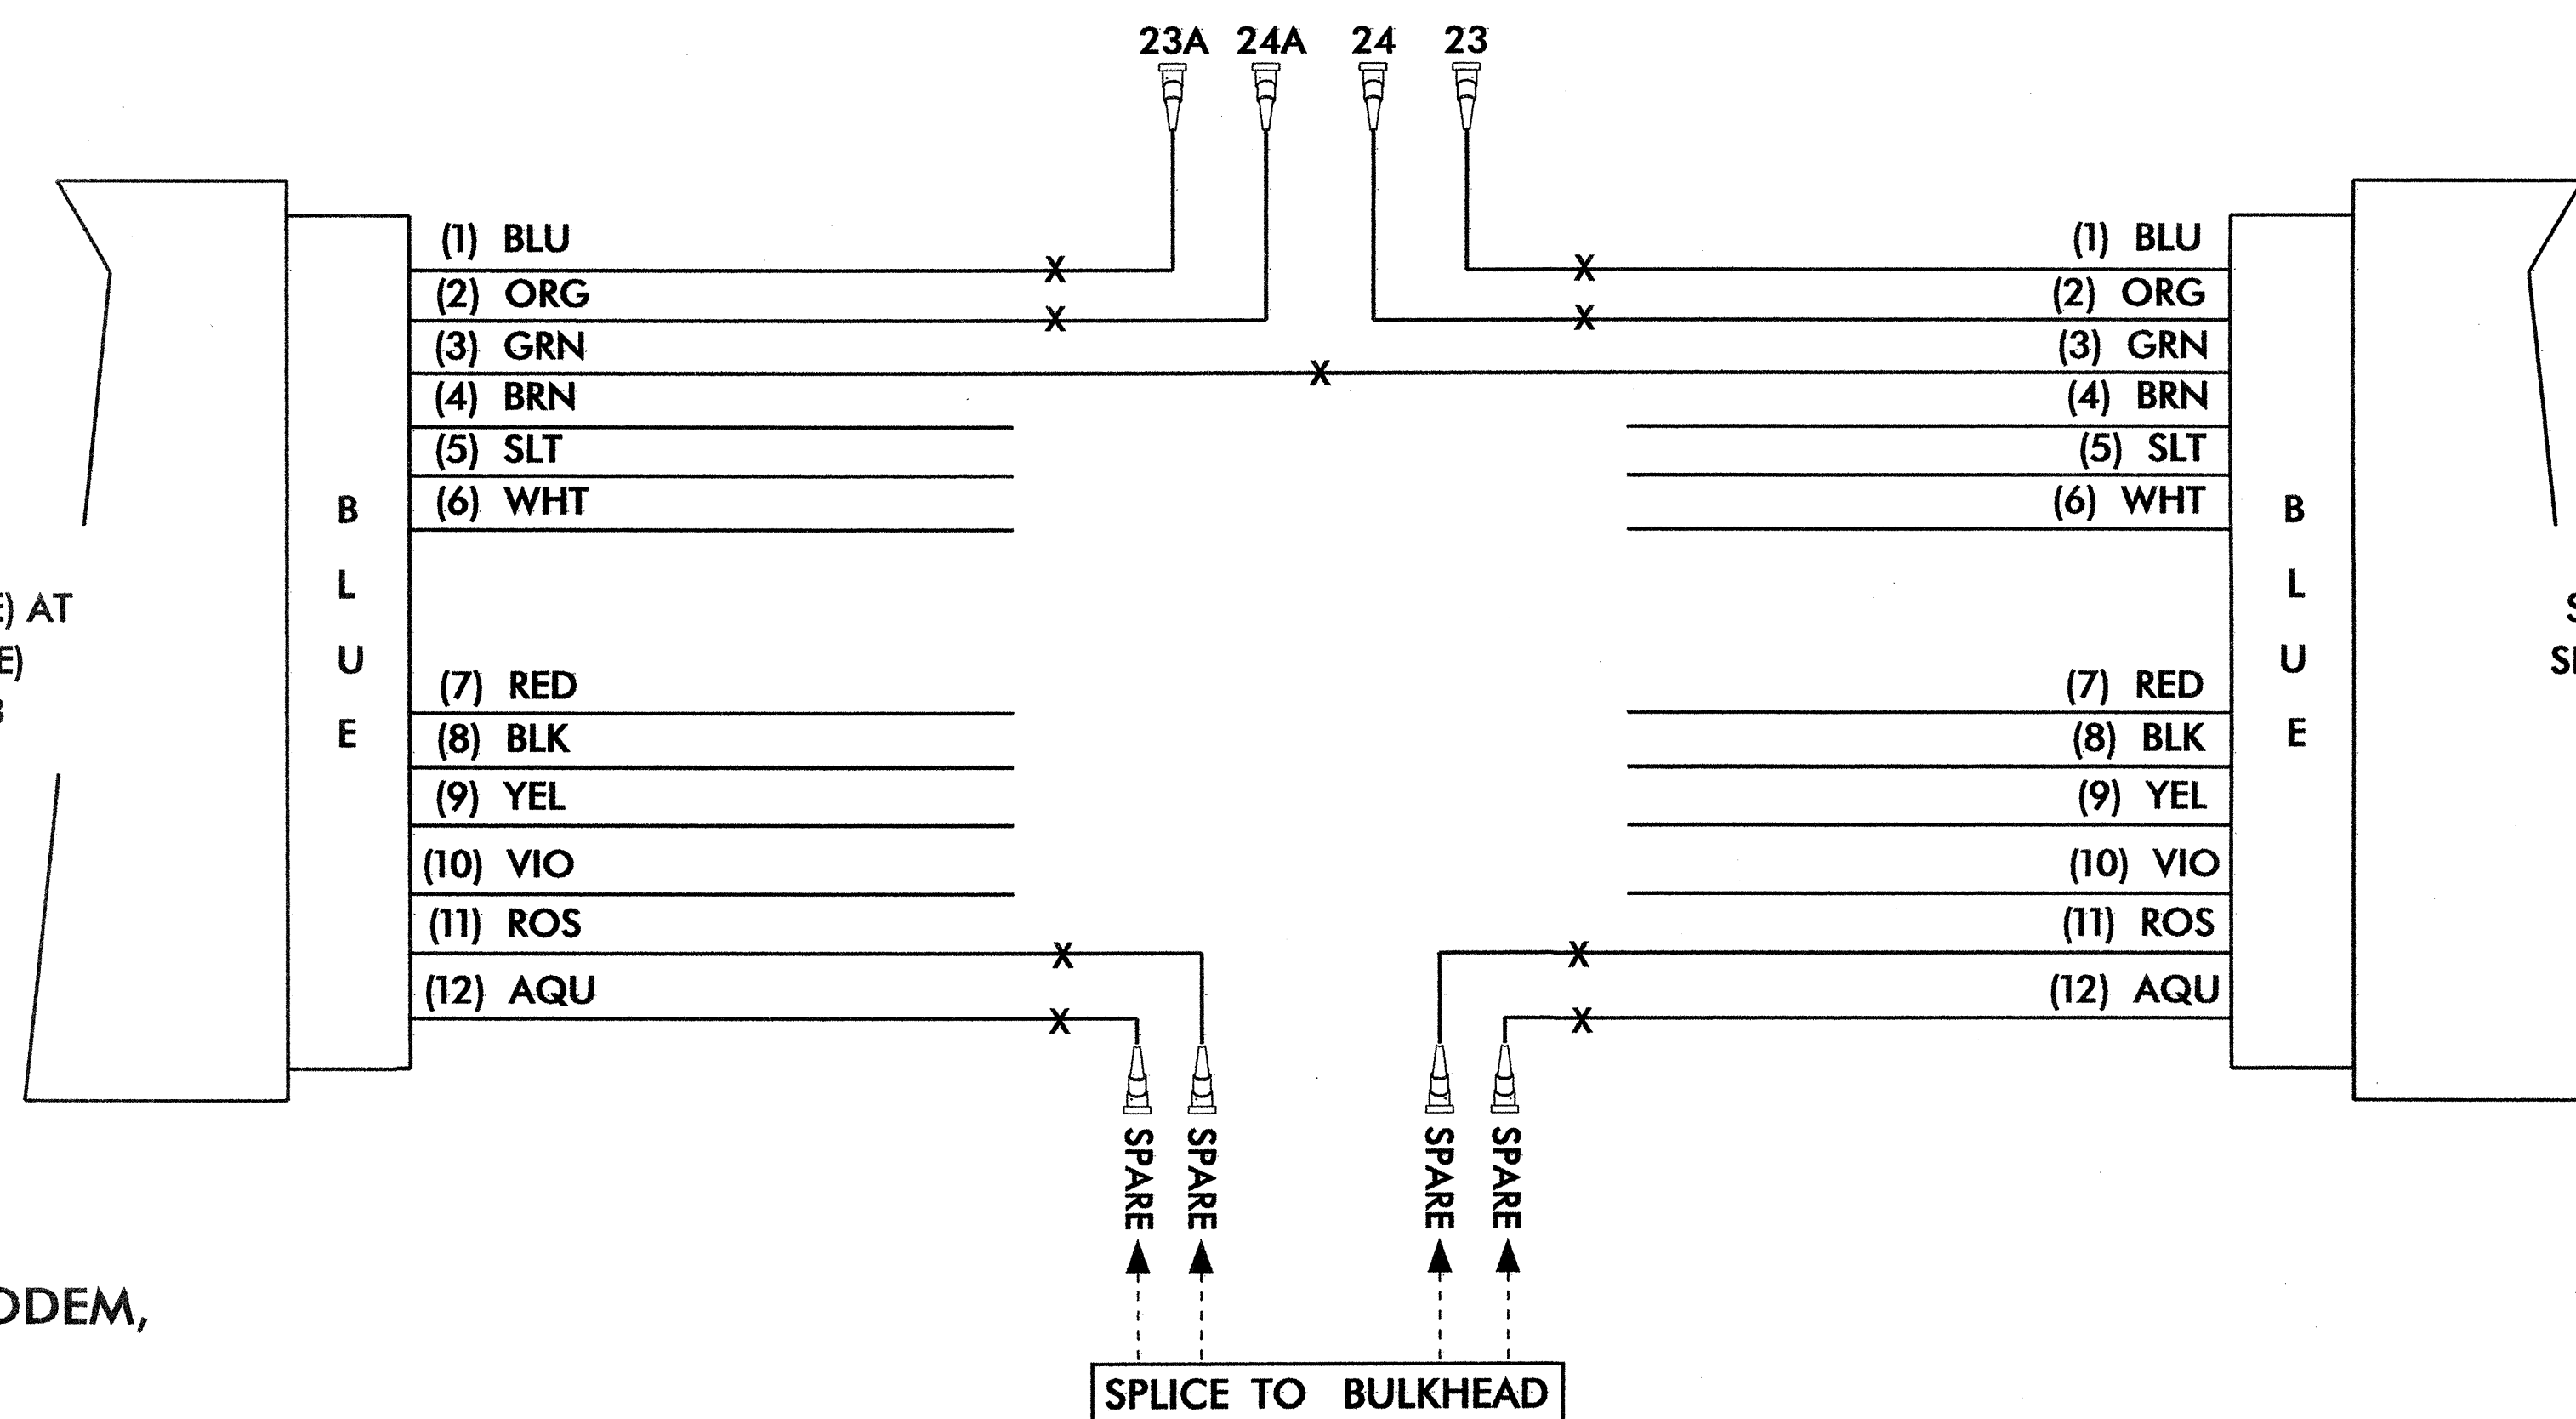 23A 24A 24 23
(1) BLU
(2) ORG
(3) GRN
(4) BRN
(5) SLT
(6) WHT
(7) RED
(8) BLK
(9) YEL
(10) VIO
(11) ROS
(12) AQU
BLUE
AT
X
X
X
X
X
X
X
X
X
(1) BLU
(2) ORG
(3) GRN
(4) BRN
(5) SLT
(6) WHT
(7) RED
(8) BLK
(9) YEL
(10) VIO
(11) ROS
(12) AQU
BLUE
SPARE
SPARE
SPARE
SPARE
SPLICE TO BULKHEAD